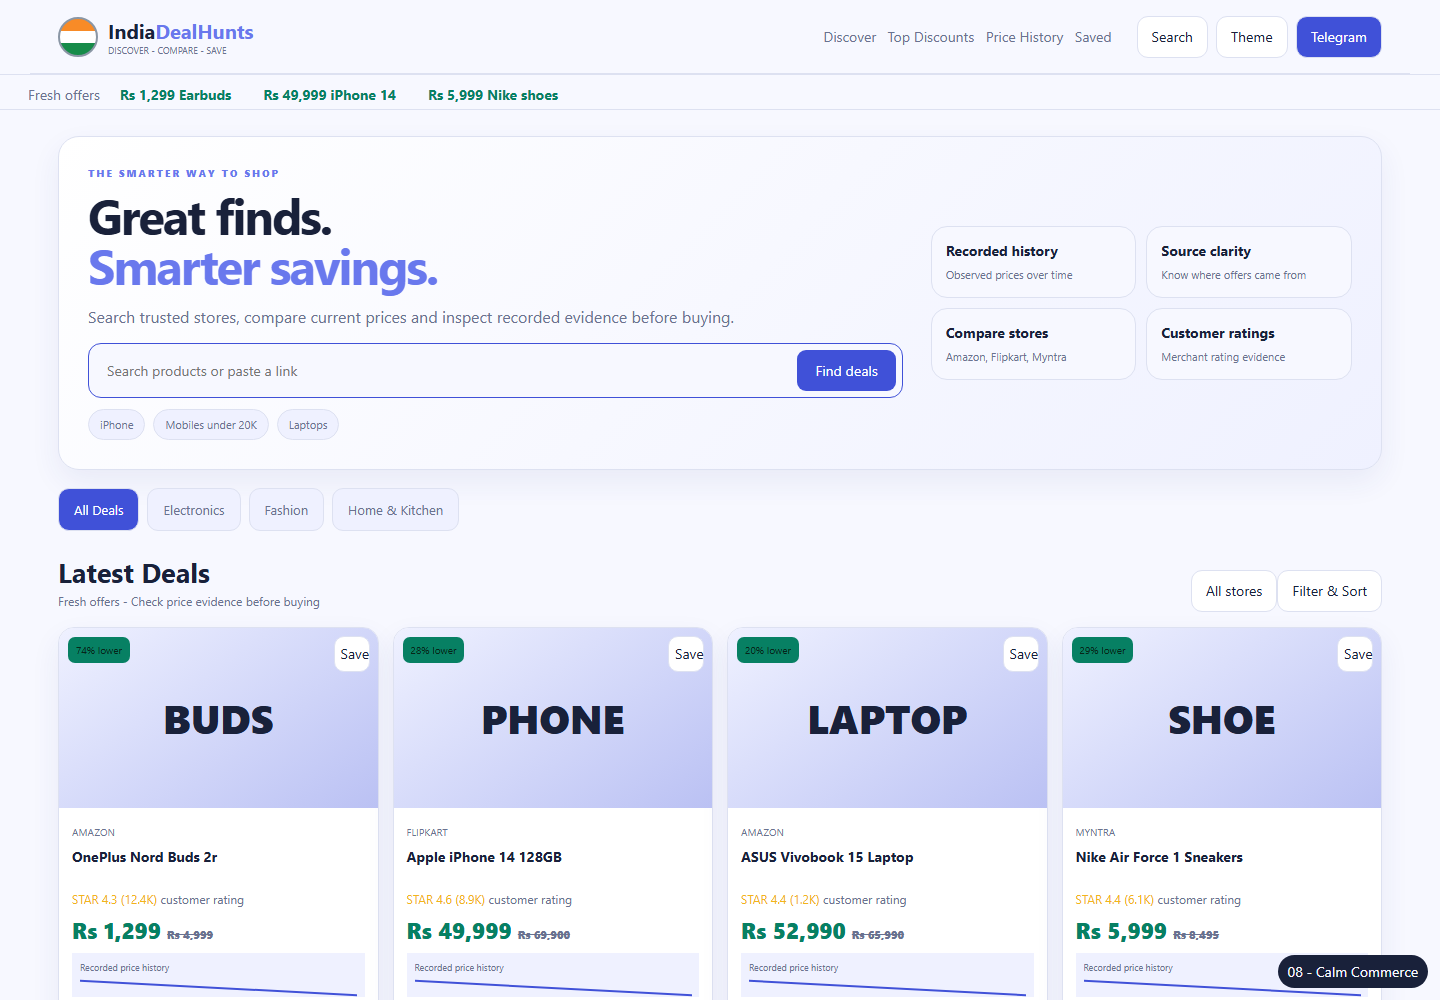 IndiaDealHunts
DISCOVER - COMPARE - SAVE
Discover Top Discounts Price History Saved Search Theme Telegram
Fresh offers Rs 1,299 Earbuds Rs 49,999 iPhone 14 Rs 5,999 Nike shoes
THE SMARTER WAY TO SHOP
Great finds.
Smarter savings.
Search trusted stores, compare current prices and inspect recorded evidence before buying.
Search products or paste a link Find deals
iPhone Mobiles under 20K Laptops
Recorded history
Observed prices over time
Source clarity
Know where offers came from
Compare stores
Amazon, Flipkart, Myntra
Customer ratings
Merchant rating evidence
All Deals Electronics Fashion Home & Kitchen
Latest Deals
Fresh offers - Check price evidence before buying
All stores Filter & Sort
74% lower Save
BUDS
AMAZON
OnePlus Nord Buds 2r
STAR 4.3 (12.4K) customer rating
Rs 1,299 Rs 4,999
Recorded price history
28% lower Save
PHONE
FLIPKART
Apple iPhone 14 128GB
STAR 4.6 (8.9K) customer rating
Rs 49,999 Rs 69,900
Recorded price history
20% lower Save
LAPTOP
AMAZON
ASUS Vivobook 15 Laptop
STAR 4.4 (1.2K) customer rating
Rs 52,990 Rs 65,990
Recorded price history
29% lower Save
SHOE
MYNTRA
Nike Air Force 1 Sneakers
STAR 4.4 (6.1K) customer rating
Rs 5,999 Rs 8,495
Recorded price history
08 - Calm Commerce